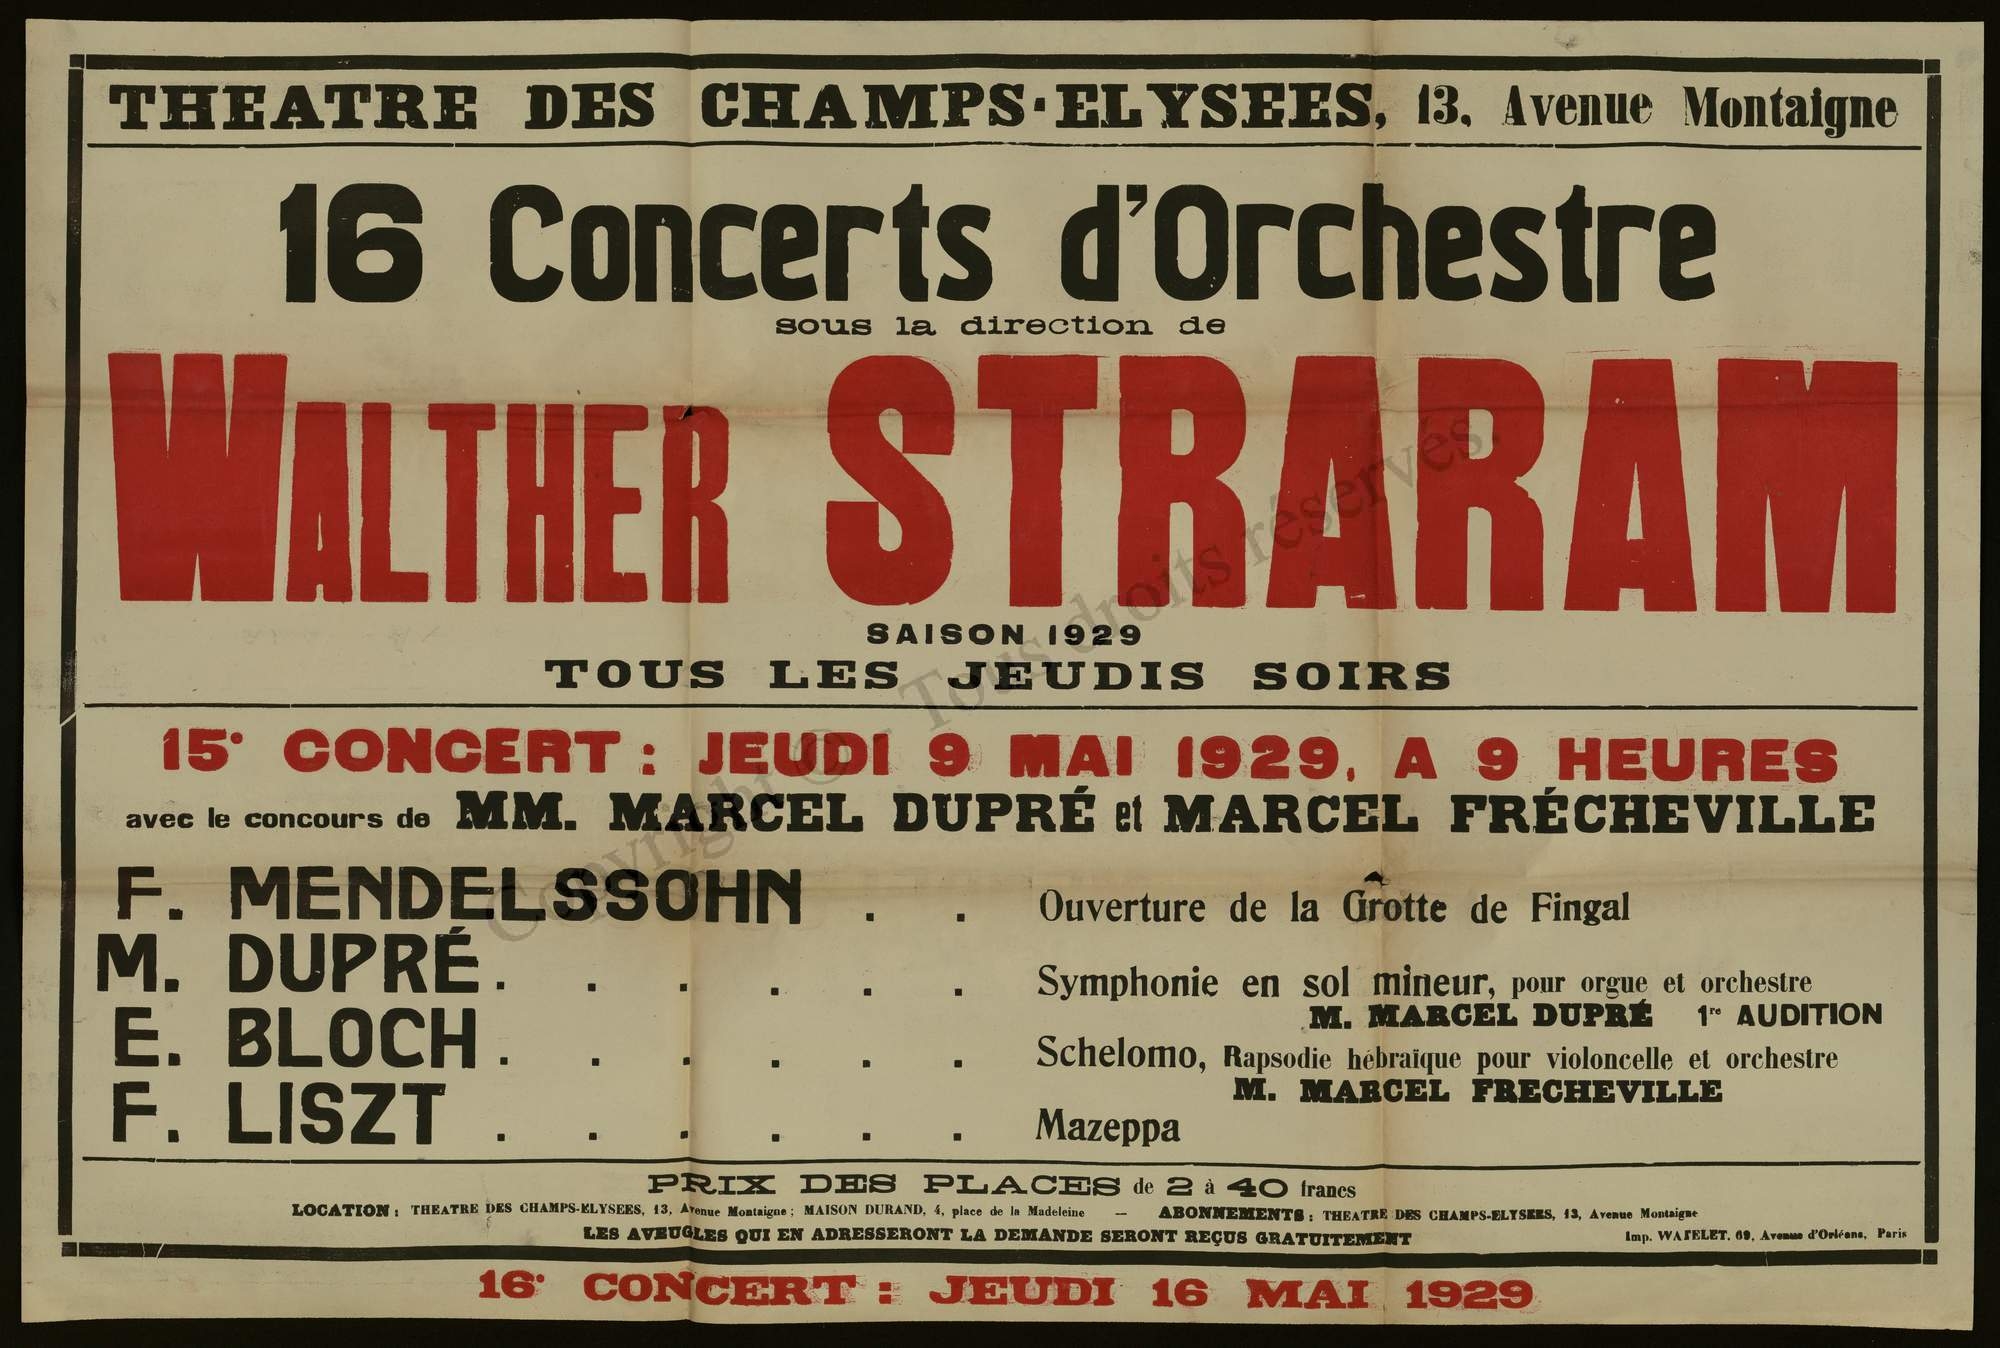 THEATRE DES CHAMPS-ELYSEES, 13, Avenue Montaigne
16 Concerts d'Orchestre
sous la direction de
WALTHER STRARAM
SAISON 1929
TOUS LES JEUDIS SOIRS
15e CONCERT : JEUDI 9 MAI 1929, A 9 HEURES
avec le concours de MM. MARCEL DUPRÉ et MARCEL FRÉCHEVILLE
F. MENDELSSOHN . . Ouverture de la Grotte de Fingal
M. DUPRÉ . . . . . . Symphonie en sol mineur, pour orgue et orchestre
M. MARCEL DUPRÉ 1re AUDITION
E. BLOCH . . . . . . Schelomo, Rapsodie hébraïque pour violoncelle et orchestre
M. MARCEL FRECHEVILLE
F. LISZT . . . . . . Mazeppa
PRIX DES PLACES de 2 à 40 francs
LOCATION : THEATRE DES CHAMPS-ELYSEES, 13, Avenue Montaigne ; MAISON DURAND, 4, place de la Madeleine — ABONNEMENTS : THEATRE DES CHAMPS-ELYSEES, 13, Avenue Montaigne
LES AVEUGLES QUI EN ADRESSERONT LA DEMANDE SERONT REÇUS GRATUITEMENT
Imp. WATELET, 69, Avenue d'Orléans, Paris
16e CONCERT : JEUDI 16 MAI 1929
Copyright © - Tous droits réservés.